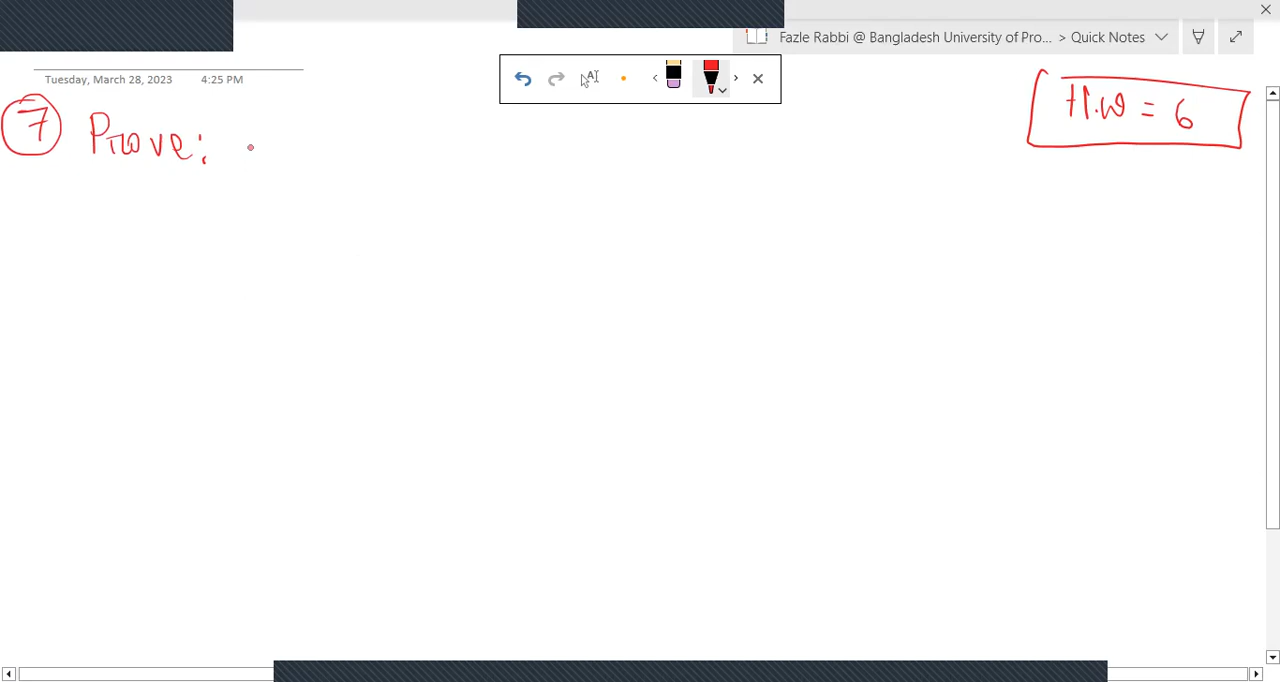 Fazle Rabbi @ Bangladesh University of Pro... > Quick Notes
Tuesday, March 28, 2023 4:25 PM
A
H.W = 6
7 Prove: